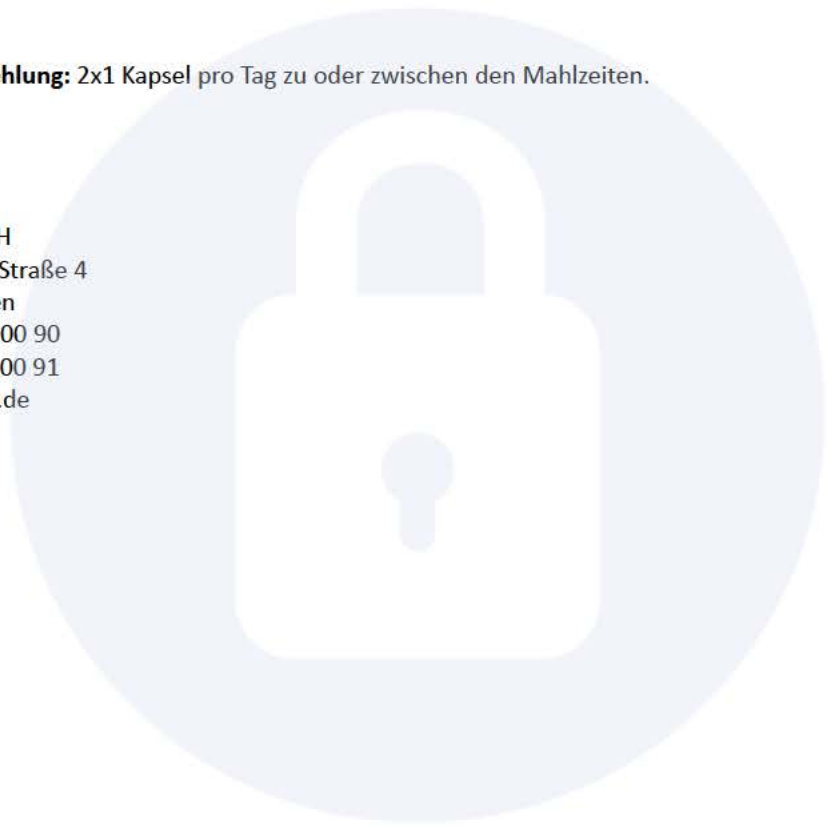 hlung: 2x1 Kapsel pro Tag zu oder zwischen den Mahlzeiten.
H
Straße 4
en
00 90
00 91
.de